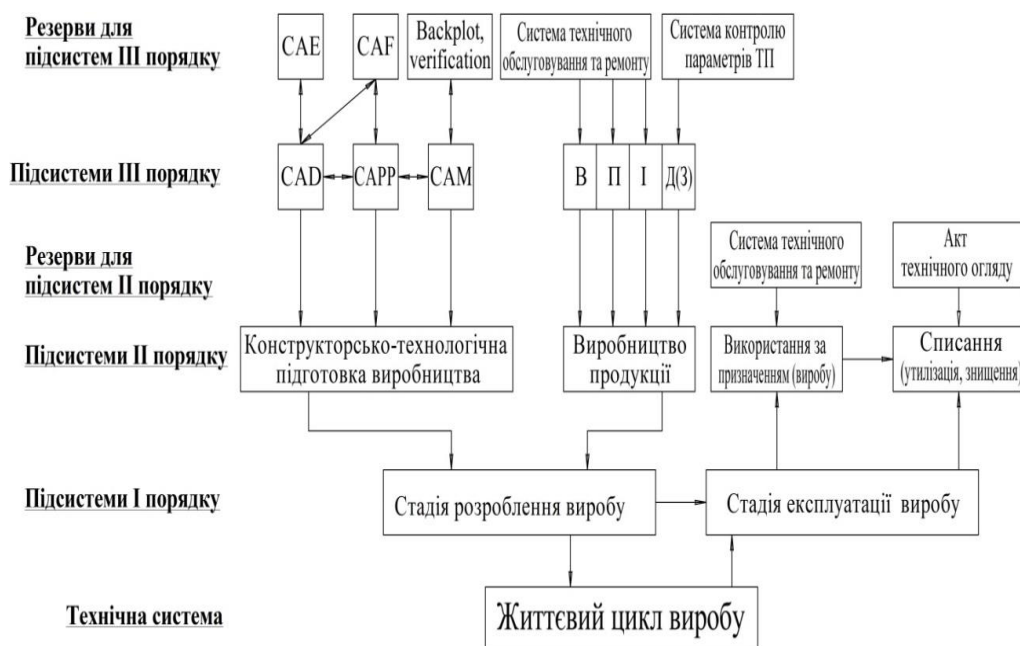 Резерви для
підсистем III порядку
CAE
CAF
Backplot,
verification
Система технічного
обслуговування та ремонту
Система контролю
параметрів ТП
Підсистеми III порядку
CAD
CAPP
CAM
В
П
І
Д(З)
Резерви для
підсистем II порядку
Система технічного
обслуговування та ремонту
Акт
технічного огляду
Підсистеми II порядку
Конструкторсько-технологічна
підготовка виробництва
Виробництво
продукції
Використання за
призначенням (виробу)
Списання
(утилізація, знищення)
Підсистеми I порядку
Стадія розроблення виробу
Стадія експлуатації виробу
Технічна система
Життєвий цикл виробу